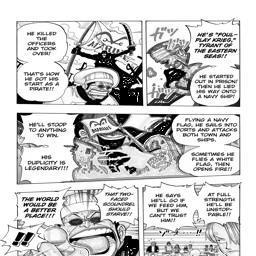 HE'S "FOUL-
PLAY KRIEG,"
TYRANT OF
THE EASTERN
SEAS!!
HE STARTED
OUT IN PRISON!
THEN HE LIED
HIS WAY ONTO
A NAVY SHIP!
HE KILLED
THE
OFFICERS
AND TOOK
OVER!
THAT'S HOW
HE GOT HIS
START AS A
PIRATE!!
FLYING A NAVY
FLAG, HE SAILS INTO
PORTS AND ATTACKS
BOTH TOWN AND
SHIPS.
SOMETIMES HE
FLIES A WHITE
FLAG, THEN
OPENS FIRE!!
MARINE
HE'LL STOOP
TO ANYTHING
TO WIN.
HIS
DUPLICITY IS
LEGENDARY!!!
AT FULL
STRENGTH
HE'LL BE
UNSTOP-
PABLE!!
HE SAYS
HE'LL GO IF
WE FEED HIM,
BUT WE
CAN'T TRUST
HIM!!
THAT TWO-
FACED
SCOUNDREL
SHOULD
STARVE!!
THE WORLD
WOULD BE
A BETTER
PLACE!!!
!!